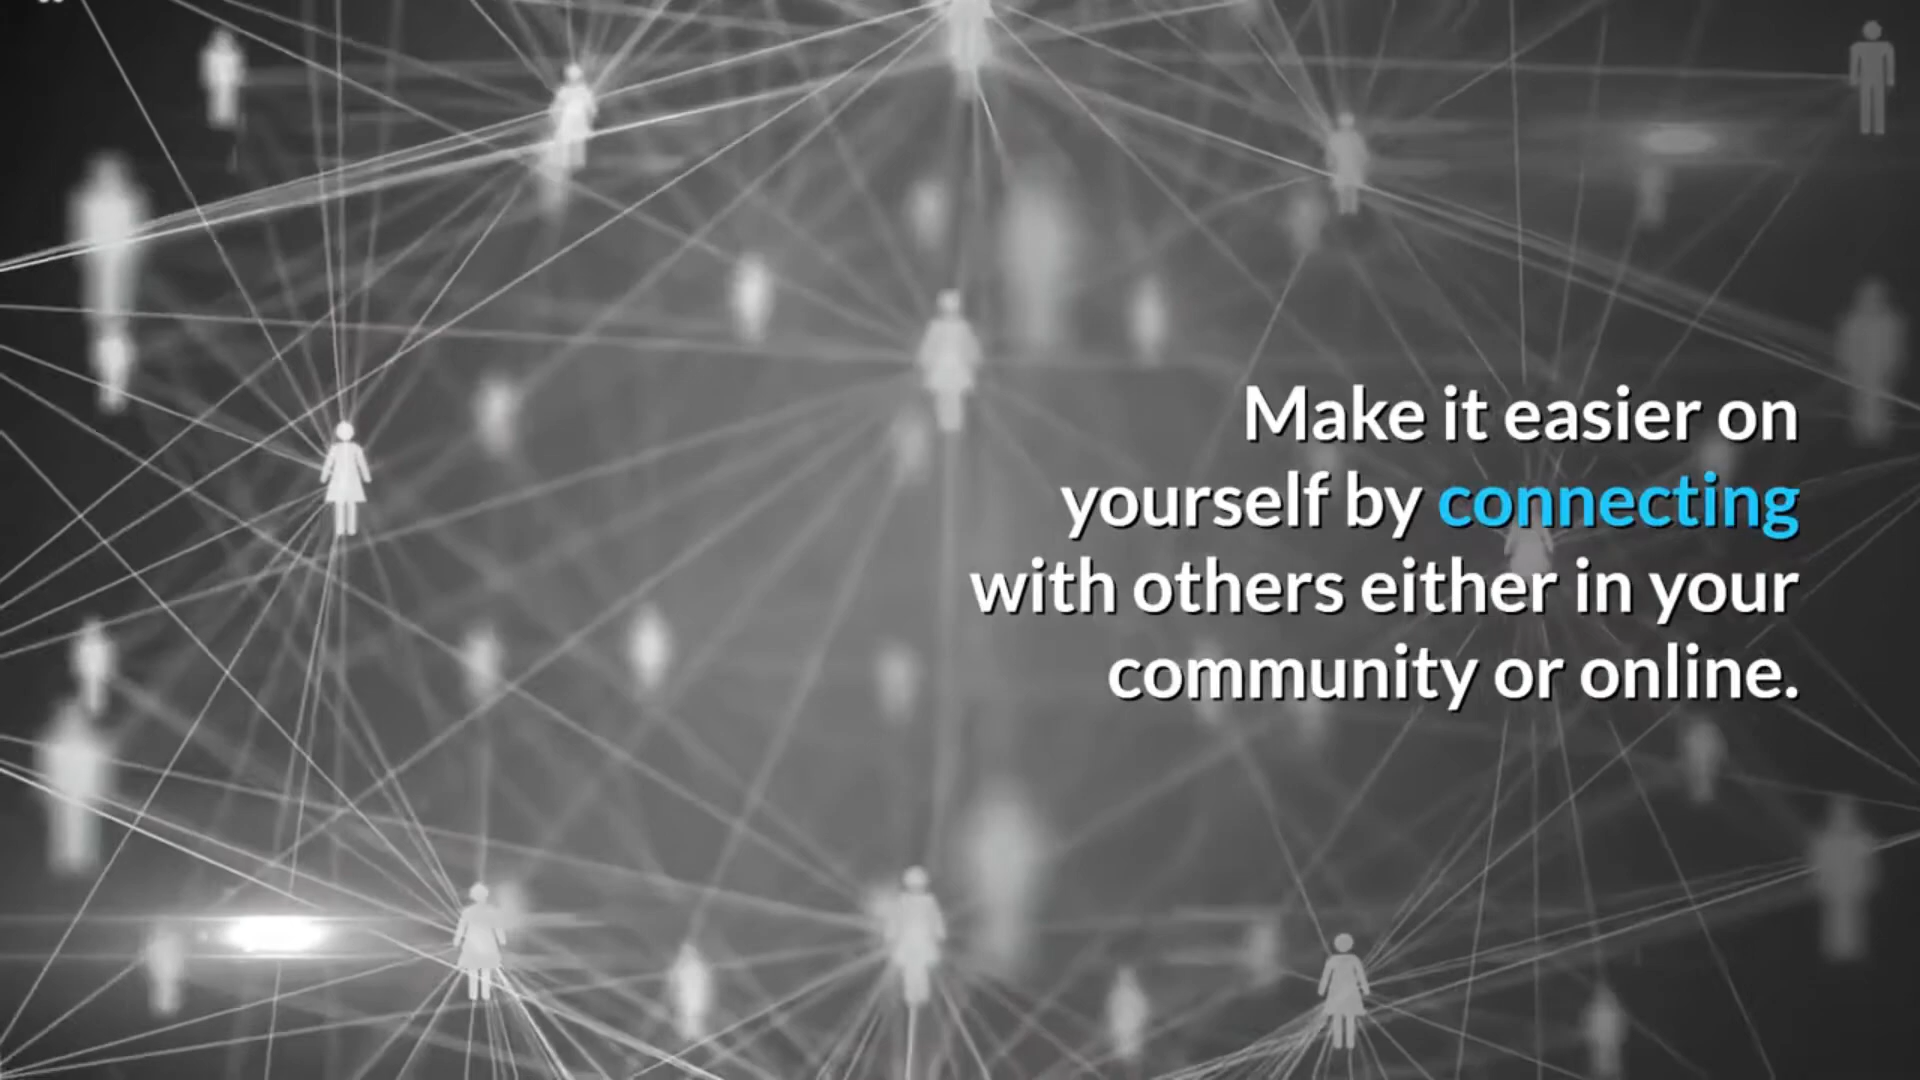 Make it easier on
yourself by connecting
with others either in your
community or online.